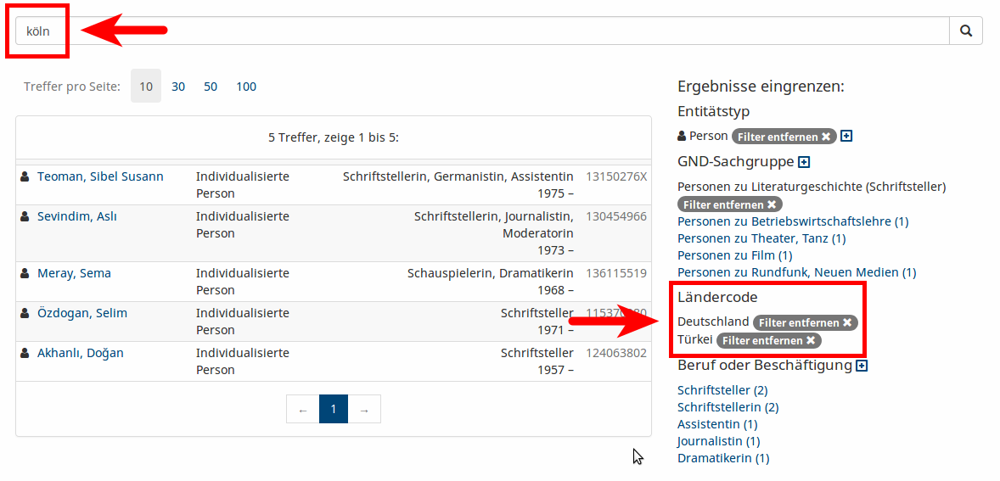 köln
Treffer pro Seite: 10 30 50 100
5 Treffer, zeige 1 bis 5:
Teoman, Sibel Susann Individualisierte Schriftstellerin, Germanistin, Assistentin 13150276X
Person 1975 –
Sevindim, Aslı Individualisierte Schriftstellerin, Journalistin, 130454966
Person Moderatorin
1973 –
Meray, Sema Individualisierte Schauspielerin, Dramatikerin 136115519
Person 1968 –
Özdogan, Selim Individualisierte Schriftsteller
Person 1971 –
Akhanlı, Doğan Individualisierte Schriftsteller 124063802
Person 1957 –
← 1 →
Ergebnisse eingrenzen:
Entitätstyp
Person Filter entfernen ✖
GND-Sachgruppe
Personen zu Literaturgeschichte (Schriftsteller)
Filter entfernen ✖
Personen zu Betriebswirtschaftslehre (1)
Personen zu Theater, Tanz (1)
Personen zu Film (1)
Personen zu Rundfunk, Neuen Medien (1)
Ländercode
Deutschland Filter entfernen ✖
Türkei Filter entfernen ✖
Beruf oder Beschäftigung
Schriftsteller (2)
Schriftstellerin (2)
Assistentin (1)
Journalistin (1)
Dramatikerin (1)